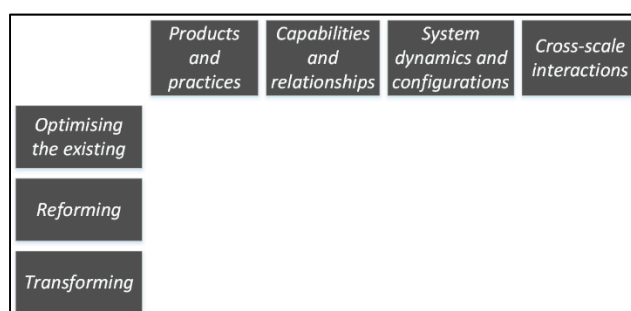 Products
and
practices
Capabilities
and
relationships
System
dynamics and
configurations
Cross-scale
interactions
Optimising
the existing
Reforming
Transforming